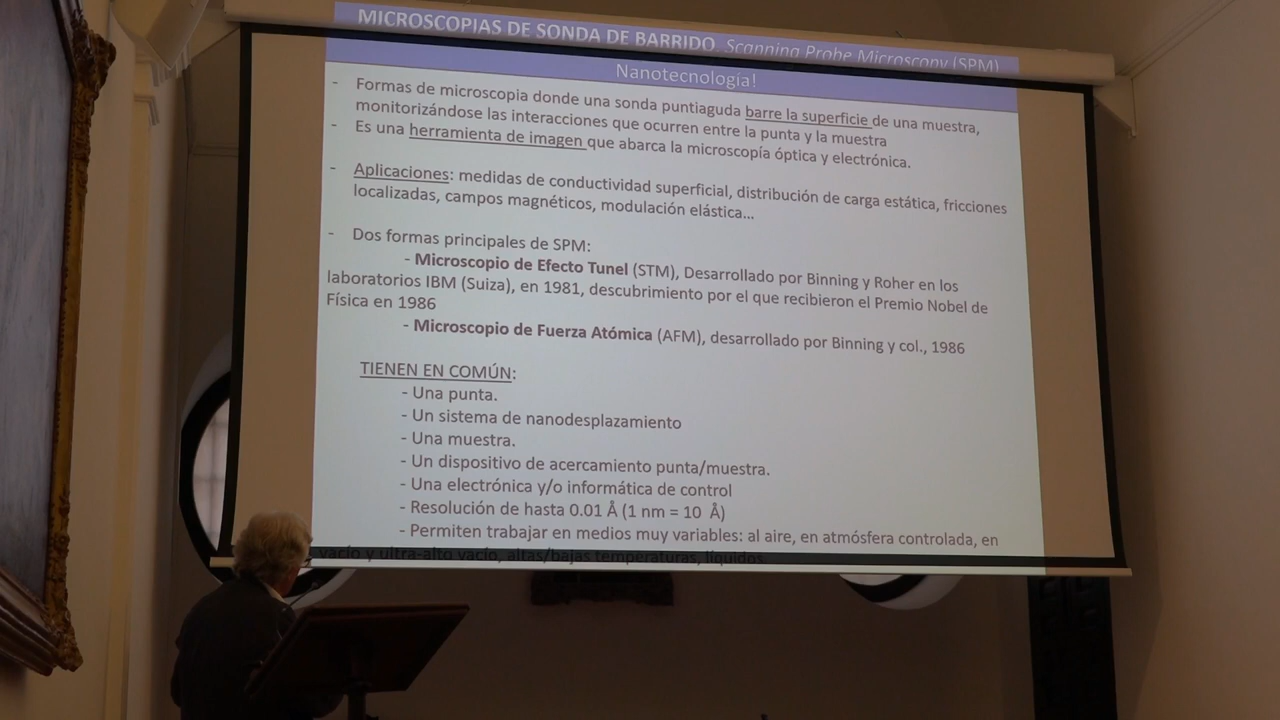 MICROSCOPIAS DE SONDA DE BARRIDO. Scanning Probe Microscopy (SPM)
Nanotecnología!
- Formas de microscopia donde una sonda puntiaguda barre la superficie de una muestra,
monitorizándose las interacciones que ocurren entre la punta y la muestra
- Es una herramienta de imagen que abarca la microscopía óptica y electrónica.
- Aplicaciones: medidas de conductividad superficial, distribución de carga estática, fricciones
localizadas, campos magnéticos, modulación elástica...
- Dos formas principales de SPM:
- Microscopio de Efecto Tunel (STM), Desarrollado por Binning y Roher en los
laboratorios IBM (Suiza), en 1981, descubrimiento por el que recibieron el Premio Nobel de
Física en 1986
- Microscopio de Fuerza Atómica (AFM), desarrollado por Binning y col., 1986
TIENEN EN COMÚN:
- Una punta.
- Un sistema de nanodesplazamiento
- Una muestra.
- Un dispositivo de acercamiento punta/muestra.
- Una electrónica y/o informática de control
- Resolución de hasta 0.01 Å (1 nm = 10 Å)
- Permiten trabajar en medios muy variables: al aire, en atmósfera controlada, en
vacío y ultra-alto vacío, altas/bajas temperaturas, líquidos.